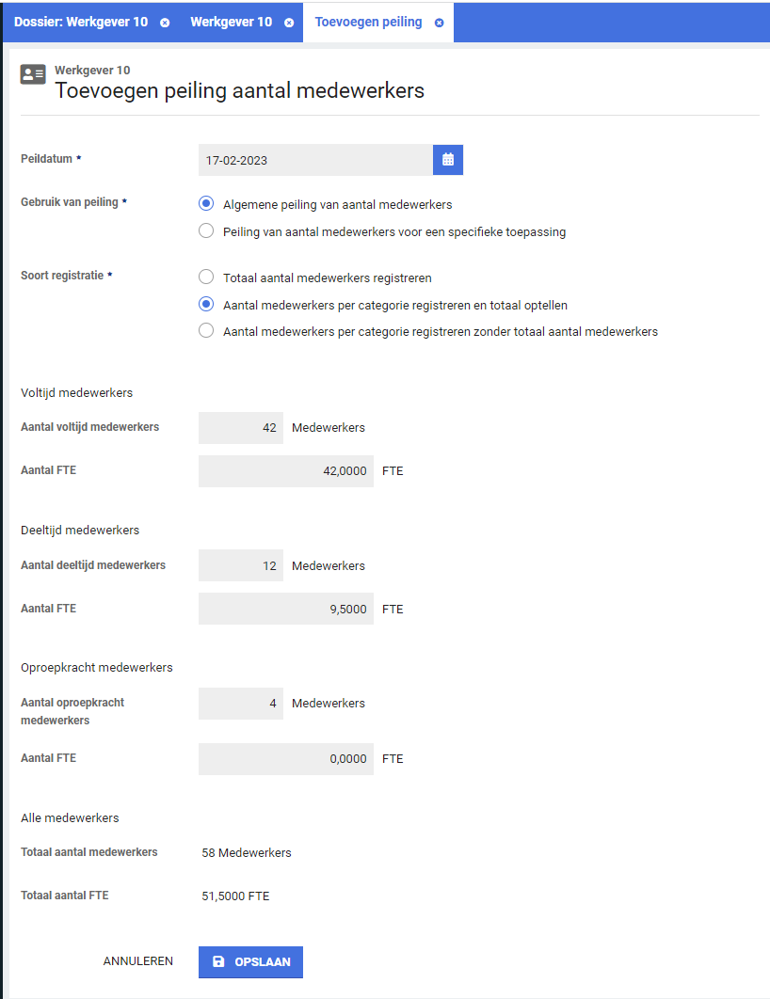 Dossier: Werkgever 10 Werkgever 10 Toevoegen peiling
Werkgever 10
Toevoegen peiling aantal medewerkers
Peildatum * 17-02-2023
Gebruik van peiling * Algemene peiling van aantal medewerkers
Peiling van aantal medewerkers voor een specifieke toepassing
Soort registratie * Totaal aantal medewerkers registreren
Aantal medewerkers per categorie registreren en totaal optellen
Aantal medewerkers per categorie registreren zonder totaal aantal medewerkers
Voltijd medewerkers
Aantal voltijd medewerkers 42 Medewerkers
Aantal FTE 42,0000 FTE
Deeltijd medewerkers
Aantal deeltijd medewerkers 12 Medewerkers
Aantal FTE 9,5000 FTE
Oproepkracht medewerkers
Aantal oproepkracht 4 Medewerkers
medewerkers
Aantal FTE 0,0000 FTE
Alle medewerkers
Totaal aantal medewerkers 58 Medewerkers
Totaal aantal FTE 51,5000 FTE
ANNULEREN OPSLAAN